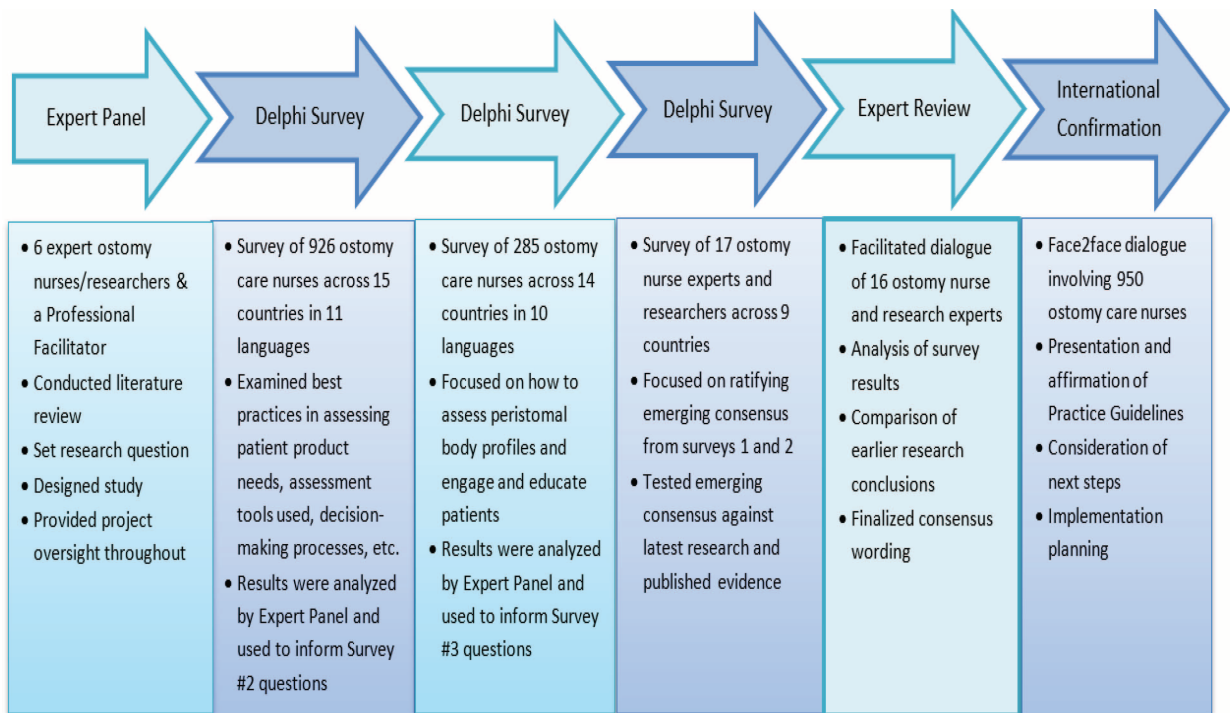 Expert Panel
Delphi Survey
Delphi Survey
Delphi Survey
Expert Review
International
Confirmation
• 6 expert ostomy
nurses/researchers &
a Professional
Facilitator
• Conducted literature
review
• Set research question
• Designed study
• Provided project
oversight throughout
• Survey of 926 ostomy
care nurses across 15
countries in 11
languages
• Examined best
practices in assessing
patient product
needs, assessment
tools used, decision-
making processes, etc.
• Results were analyzed
by Expert Panel and
used to inform Survey
#2 questions
• Survey of 285 ostomy
care nurses across 14
countries in 10
languages
• Focused on how to
assess peristomal
body profiles and
engage and educate
patients
• Results were analyzed
by Expert Panel and
used to inform Survey
#3 questions
• Survey of 17 ostomy
nurse experts and
researchers across 9
countries
• Focused on ratifying
emerging consensus
from surveys 1 and 2
• Tested emerging
consensus against
latest research and
published evidence
• Facilitated dialogue
of 16 ostomy nurse
and research experts
• Analysis of survey
results
• Comparison of
earlier research
conclusions
• Finalized consensus
wording
• Face2face dialogue
involving 950
ostomy care nurses
• Presentation and
affirmation of
Practice Guidelines
• Consideration of
next steps
• Implementation
planning